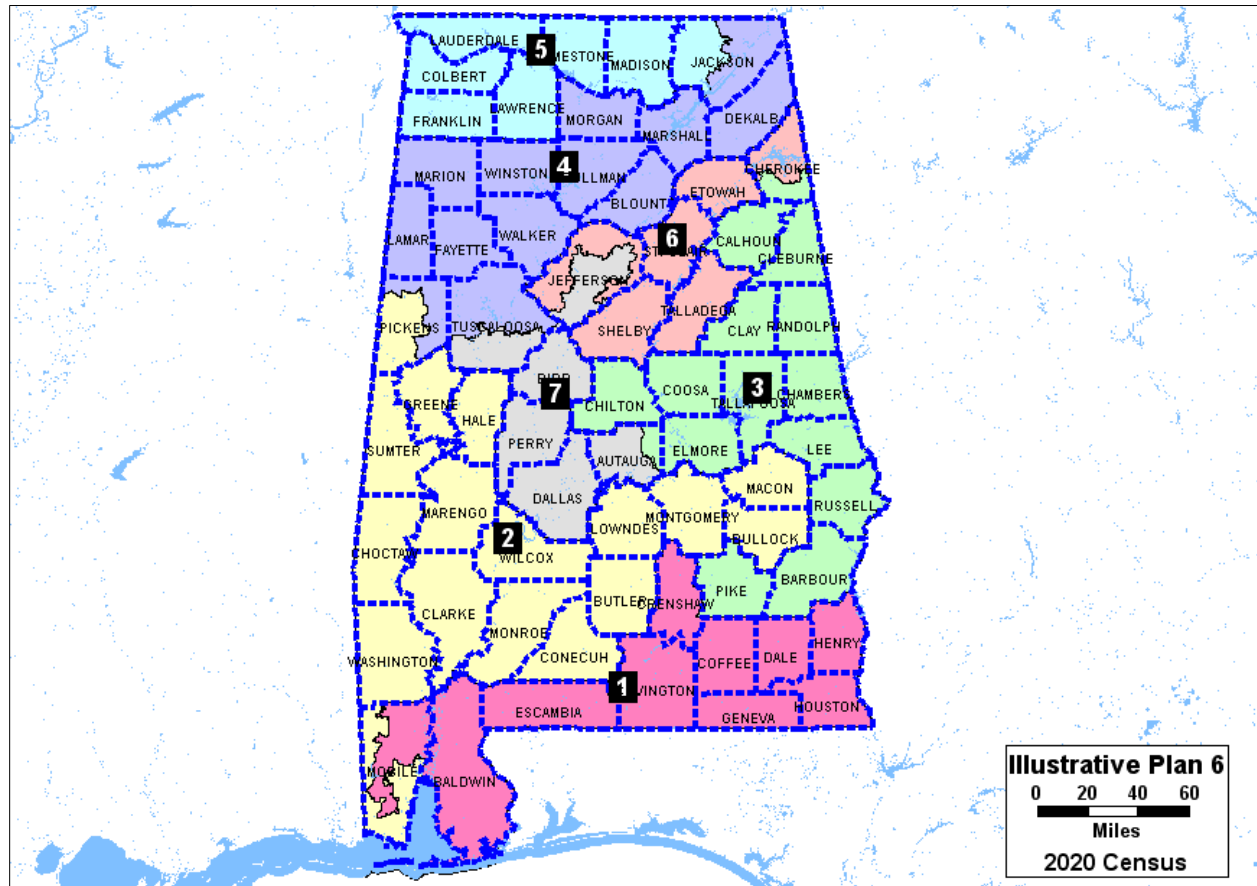 LAUDERDALE
5
MESTONE
MADISON
JACKSON
COLBERT
LAWRENCE
FRANKLIN
MORGAN
MARSHALL
DEKALB
MARION
WINSTON
4
ULLMAN
CHEROKEE
ETOWAH
BLOUNT
LAMAR
FAYETTE
WALKER
6
CALHOUN
CLEBURNE
JEFFERSON
TALLADEGA
PICKENS
TUSCALOOSA
SHELBY
CLAY
RANDOLPH
BIBB
7
COOSA
3
CHAMBERS
TALLAPOOSA
GREENE
HALE
CHILTON
SUMTER
PERRY
AUTAUGA
ELMORE
LEE
MACON
DALLAS
RUSSELL
MARENGO
LOWNDES
MONTGOMERY
BULLOCK
2
CHOCTAW
WILCOX
BARBOUR
PIKE
CLARKE
BUTLER
CRENSHAW
MONROE
WASHINGTON
CONECUH
COFFEE
DALE
HENRY
1
VINGTON
ESCAMBIA
GENEVA
HOUSTON
MOBILE
BALDWIN
Illustrative Plan 6
0 20 40 60
Miles
2020 Census